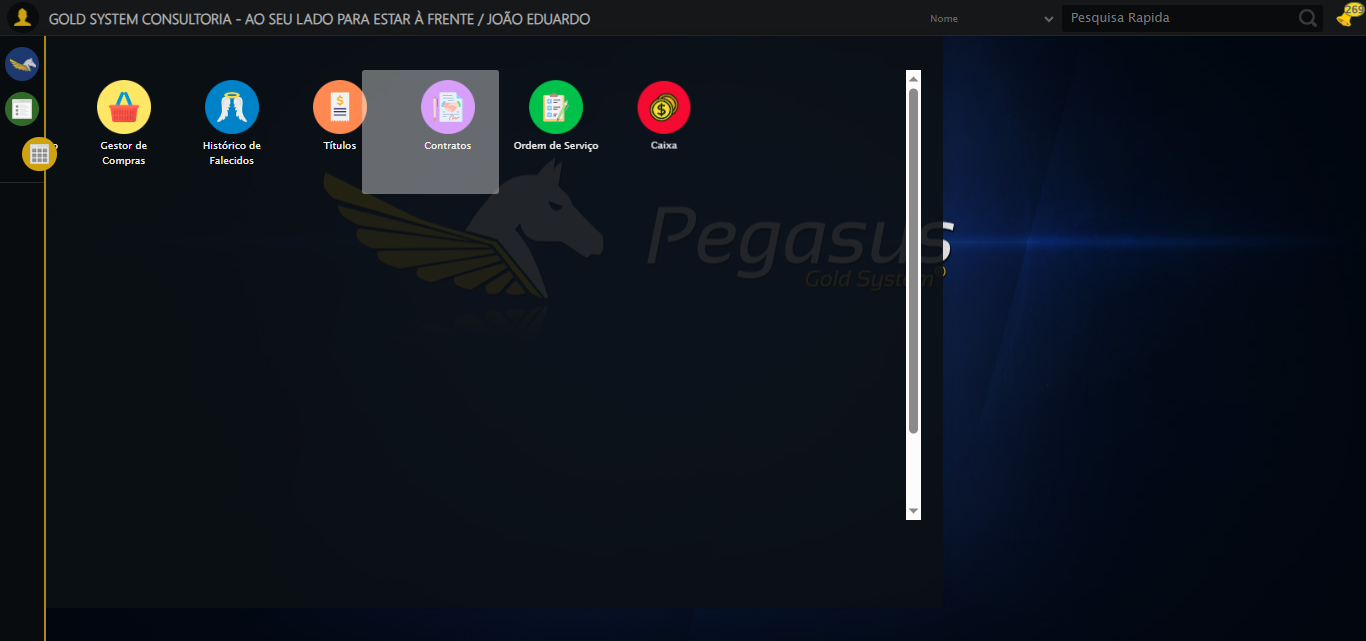 GOLD SYSTEM CONSULTORIA - AO SEU LADO PARA ESTAR À FRENTE / JOÃO EDUARDO
Nome
Pesquisa Rapida
269
Gestor de
Compras
Histórico de
Falecidos
Títulos
Contratos
Ordem de Serviço
Caixa
Pegasus
Gold System®